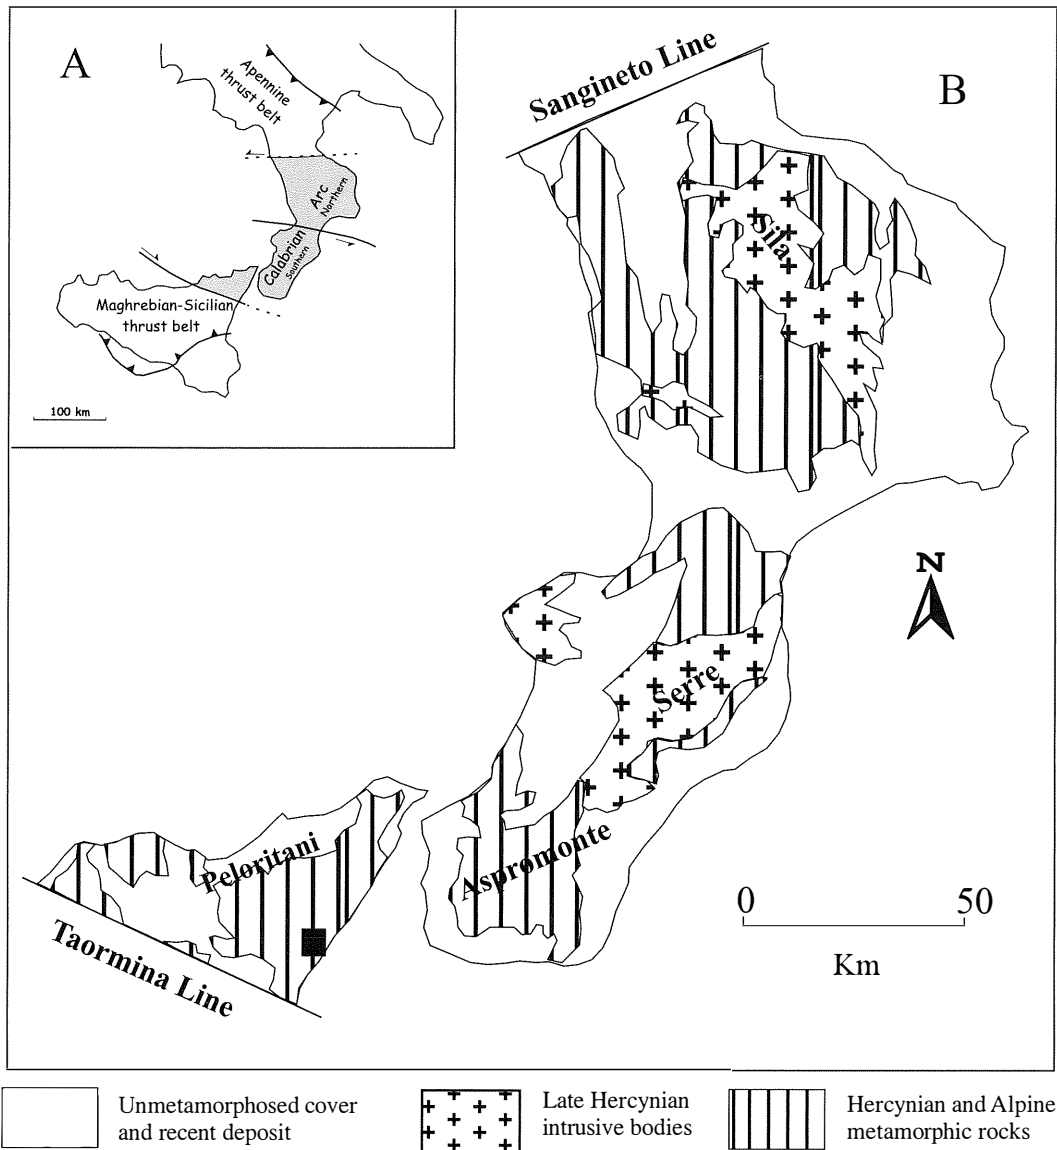 A
Apennine
thrust belt
Arc
Northern
Calabrian
Southern
Maghrebian-Sicilian
thrust belt
100 km
B
Sangineto Line
Sila
N
Serre
Aspromonte
Peloritani
Taormina Line
0 50
Km
Unmetamorphosed cover
and recent deposit
Late Hercynian
intrusive bodies
Hercynian and Alpine
metamorphic rocks